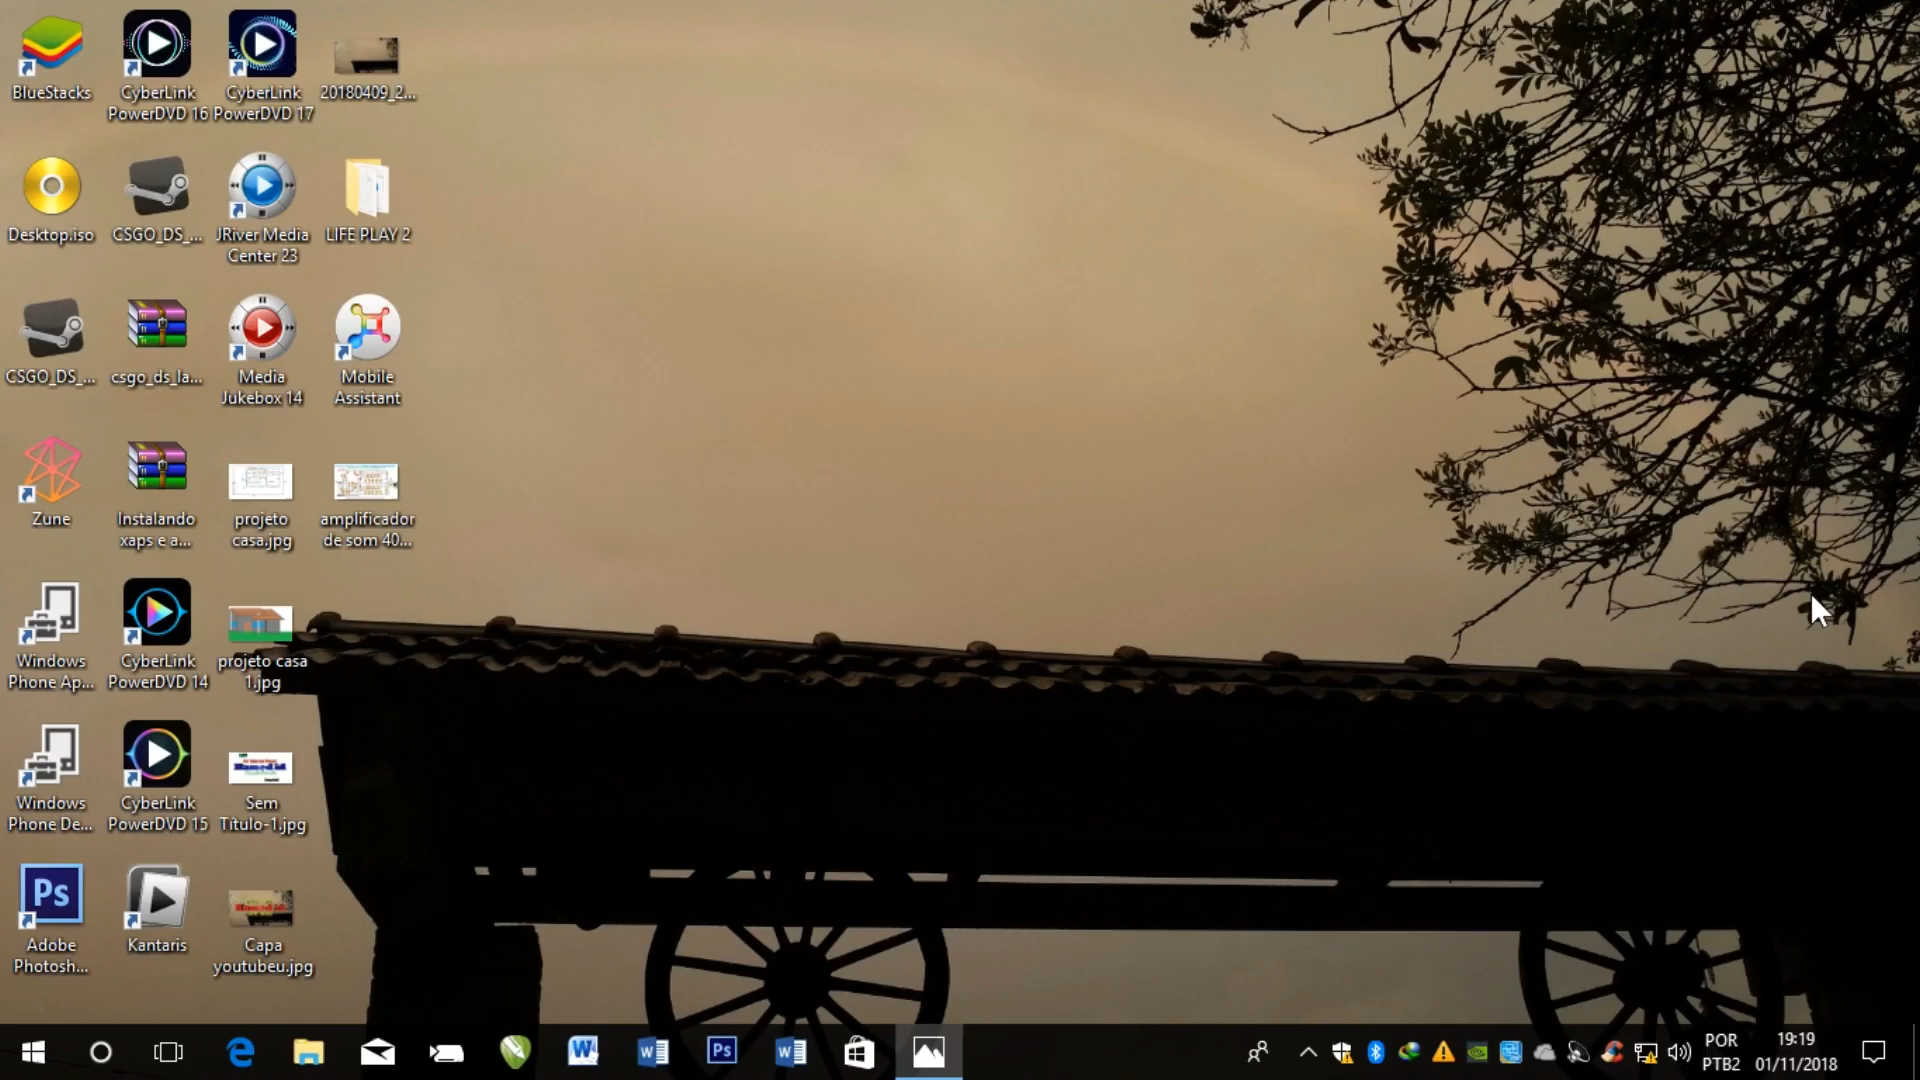 BlueStacks
CyberLink
PowerDVD 16
CyberLink
PowerDVD 17
20180409_2...
Desktop.iso
CSGO_DS_...
JRiver Media
Center 23
LIFE PLAY 2
CSGO_DS_...
csgo_ds_la...
Media
Jukebox 14
Mobile
Assistant
Zune
Instalando
xaps e a...
projeto
casa.jpg
amplificador
de som 40...
Windows
Phone Ap...
CyberLink
PowerDVD 14
projeto casa
1.jpg
Windows
Phone De...
CyberLink
PowerDVD 15
Sem
Título-1.jpg
Ps
Adobe
Photosh...
Kantaris
Capa
youtubeu.jpg
Ps
POR
PTB2
19:19
01/11/2018